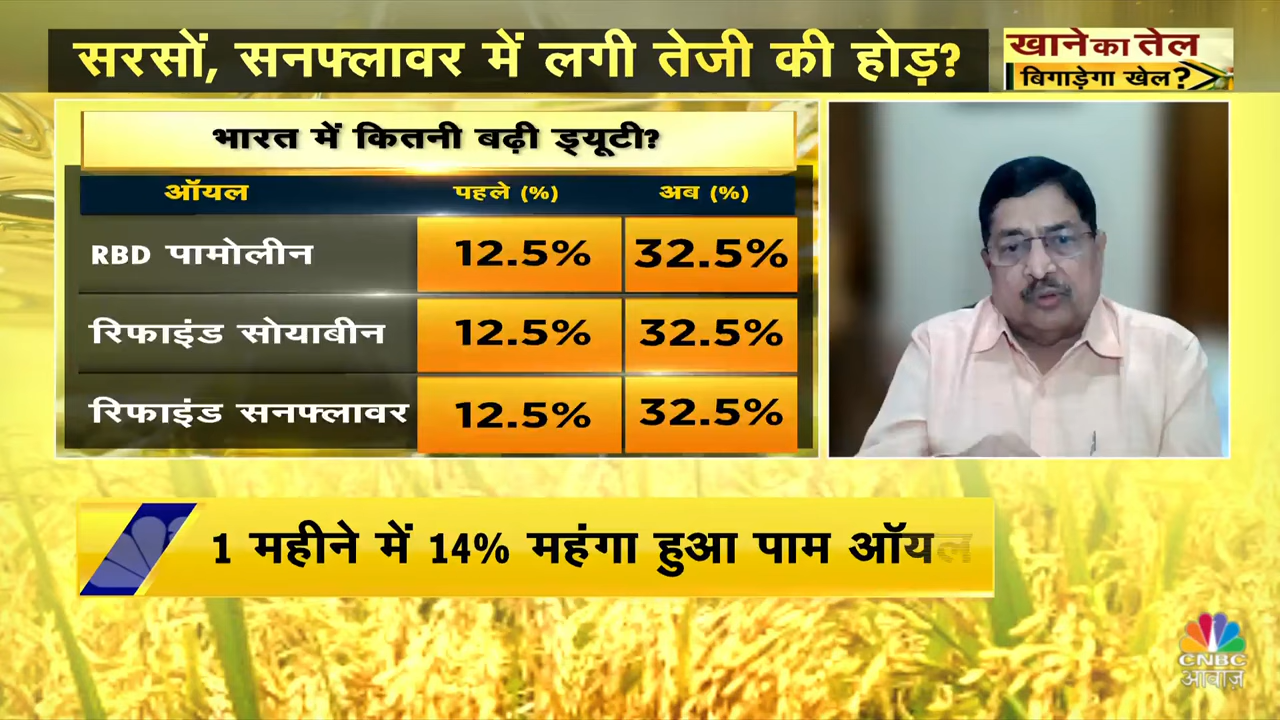 सरसों, सनफ्लावर में लगी तेजी की होड़?
खाने का तेल
बिगाड़ेगा खेल?
भारत में कितनी बढ़ी ड्यूटी?
ऑयल पहले (%) अब (%)
RBD पामोलीन 12.5% 32.5%
रिफाइंड सोयाबीन 12.5% 32.5%
रिफाइंड सनफ्लावर 12.5% 32.5%
1 महीने में 14% महंगा हुआ पाम ऑयल
CNBC
आवाज़